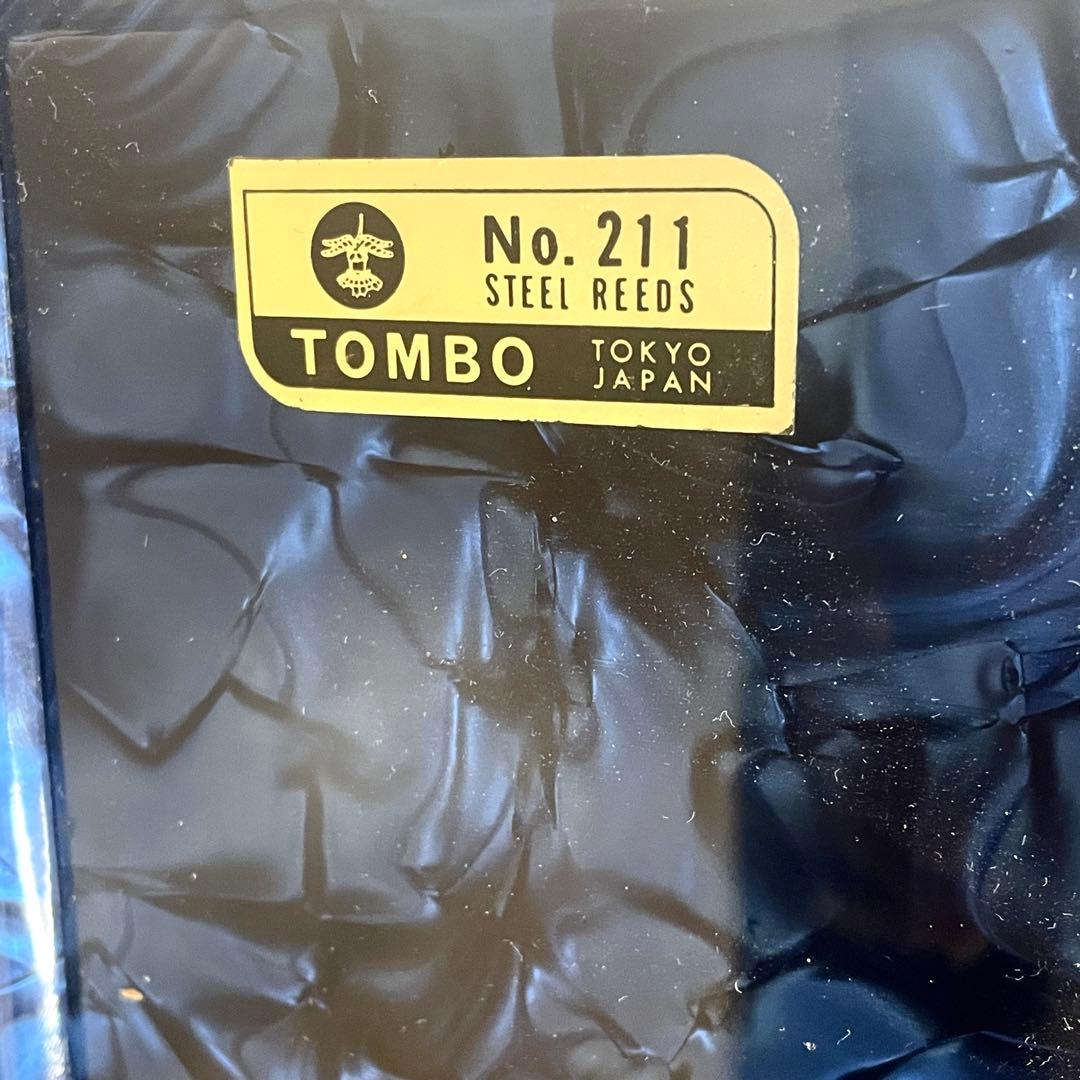 No. 211
STEEL REEDS
TOMBO
TOKYO
JAPAN